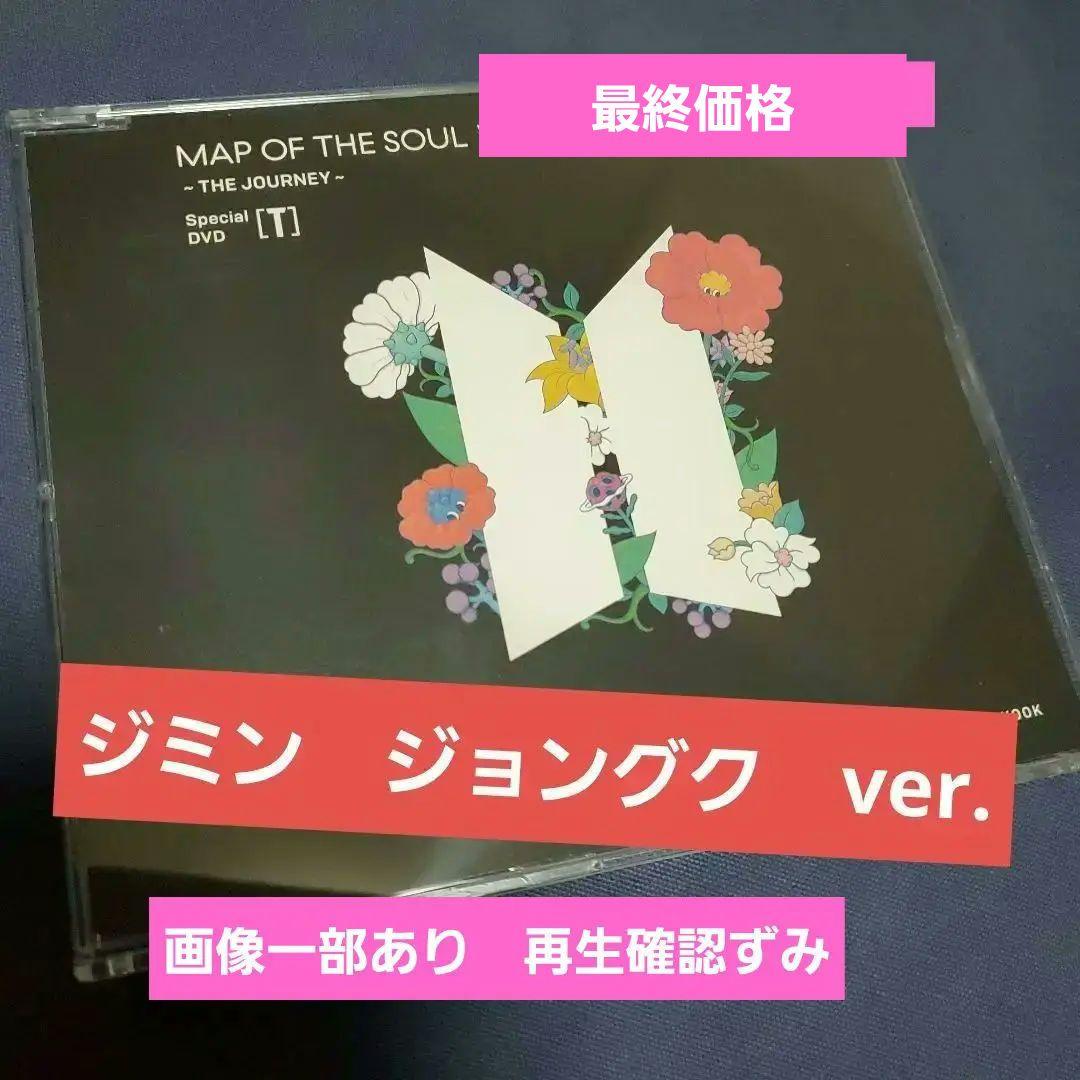 最終価格
MAP OF THE SOUL
~ THE JOURNEY ~
Special
DVD [T]
ジミン ジョングク ver.
画像一部あり 再生確認ずみ